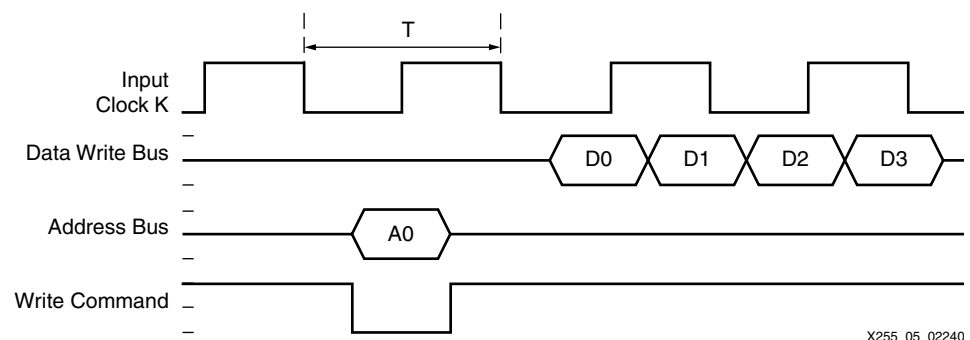 T
Input
Clock K
Data Write Bus
D0 D1 D2 D3
Address Bus
A0
Write Command
X255_05_02240